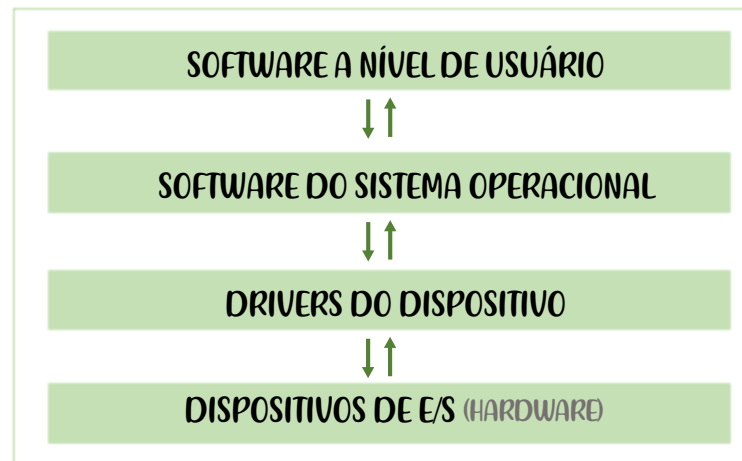 SOFTWARE A NÍVEL DE USUÁRIO
SOFTWARE DO SISTEMA OPERACIONAL
DRIVERS DO DISPOSITIVO
DISPOSITIVOS DE E/S (HARDWARE)